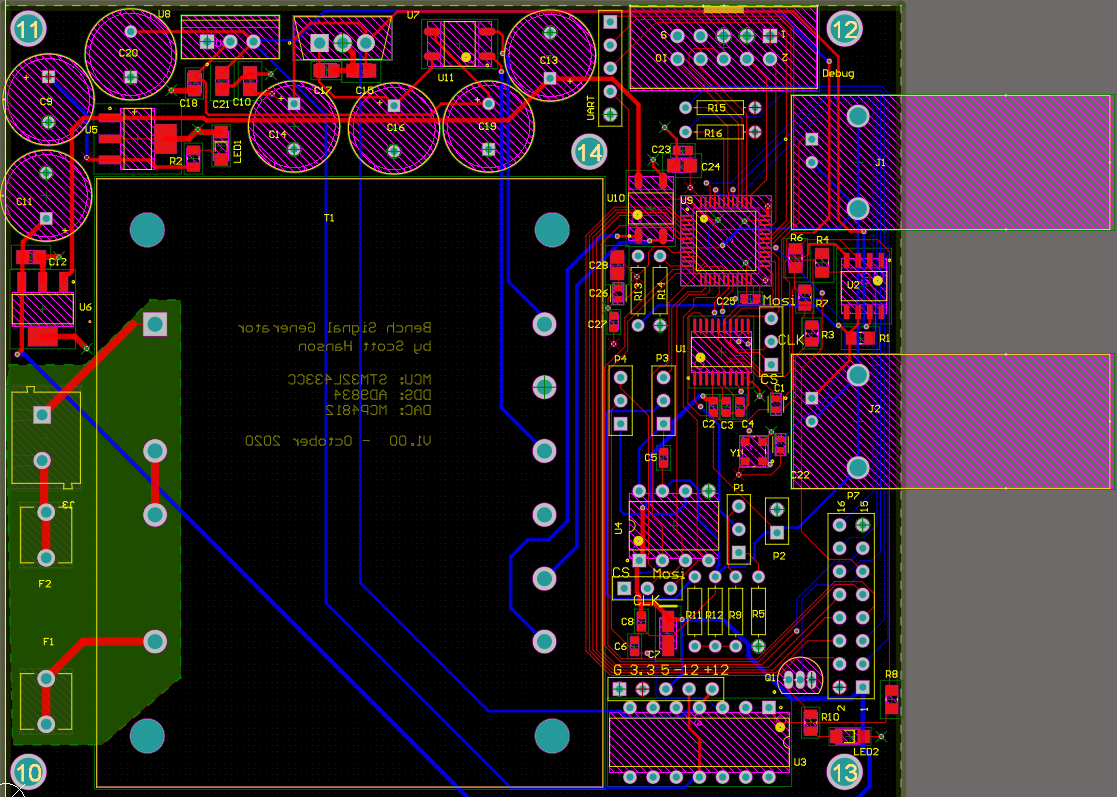 11
U8
U7
12
C20
C13
9
1
10
2
Debug
C9
C18
C21
C10
C17
C15
U11
UART
R15
R16
U5
C14
C16
C19
R2
LED1
14
C23
C24
J1
C11
U10
U9
T1
C12
U6
C28
C26
C27
R13
R14
C25
Mosi
CLK
CS
R6
R4
R7
R3
U2
R1
Bench Signal Generator
by Scott Hanson
MCU: STM32L433CC
DDS: AD9834
DAC: MCP4812
V1.00 - October 2020
P4
P3
U1
C1
C2
C3
C4
J2
C5
Y1
C22
J3
P1
P2
P7
16
15
U4
F2
CS
Mosi
CLK
R11
R12
R9
R5
C8
C6
C7
F1
G 3.3 5 -12 +12
Q1
R8
2
1
R10
LED2
U3
10
13